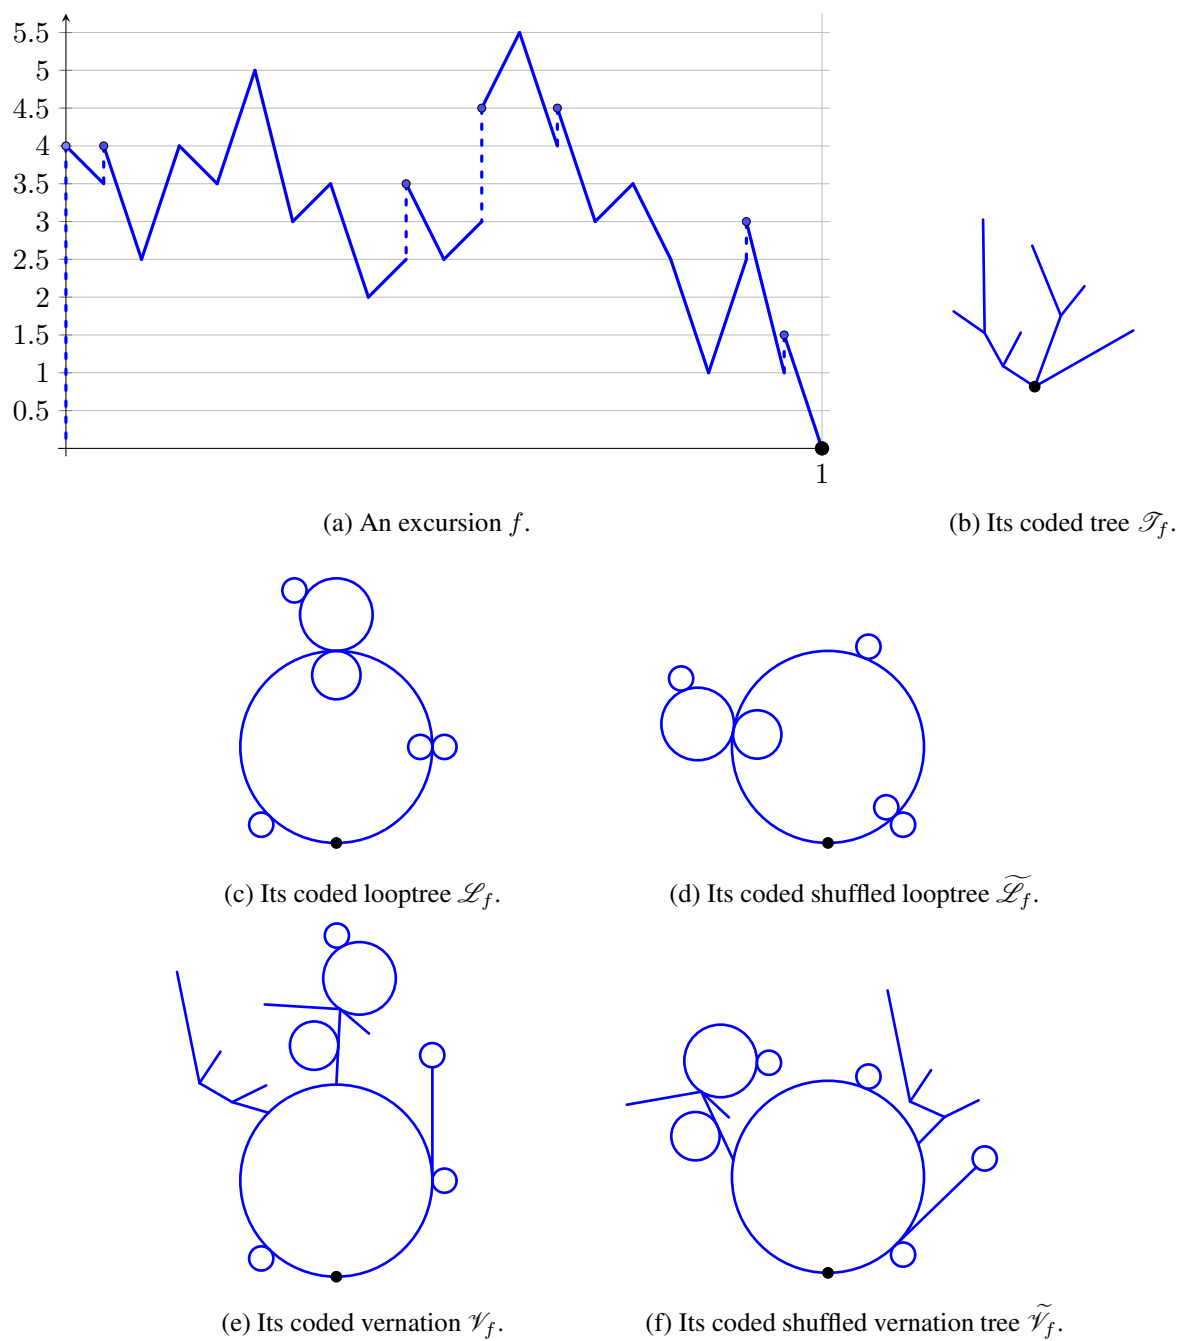 5.5
5
4.5
4
3.5
3
2.5
2
1.5
1
0.5
1
(a) An excursion f.
(b) Its coded tree 𝒯_f.
(c) Its coded looptree ℒ_f.
(d) Its coded shuffled looptree ℒ̃_f.
(e) Its coded vernation 𝒱_f.
(f) Its coded shuffled vernation tree 𝒱̃_f.